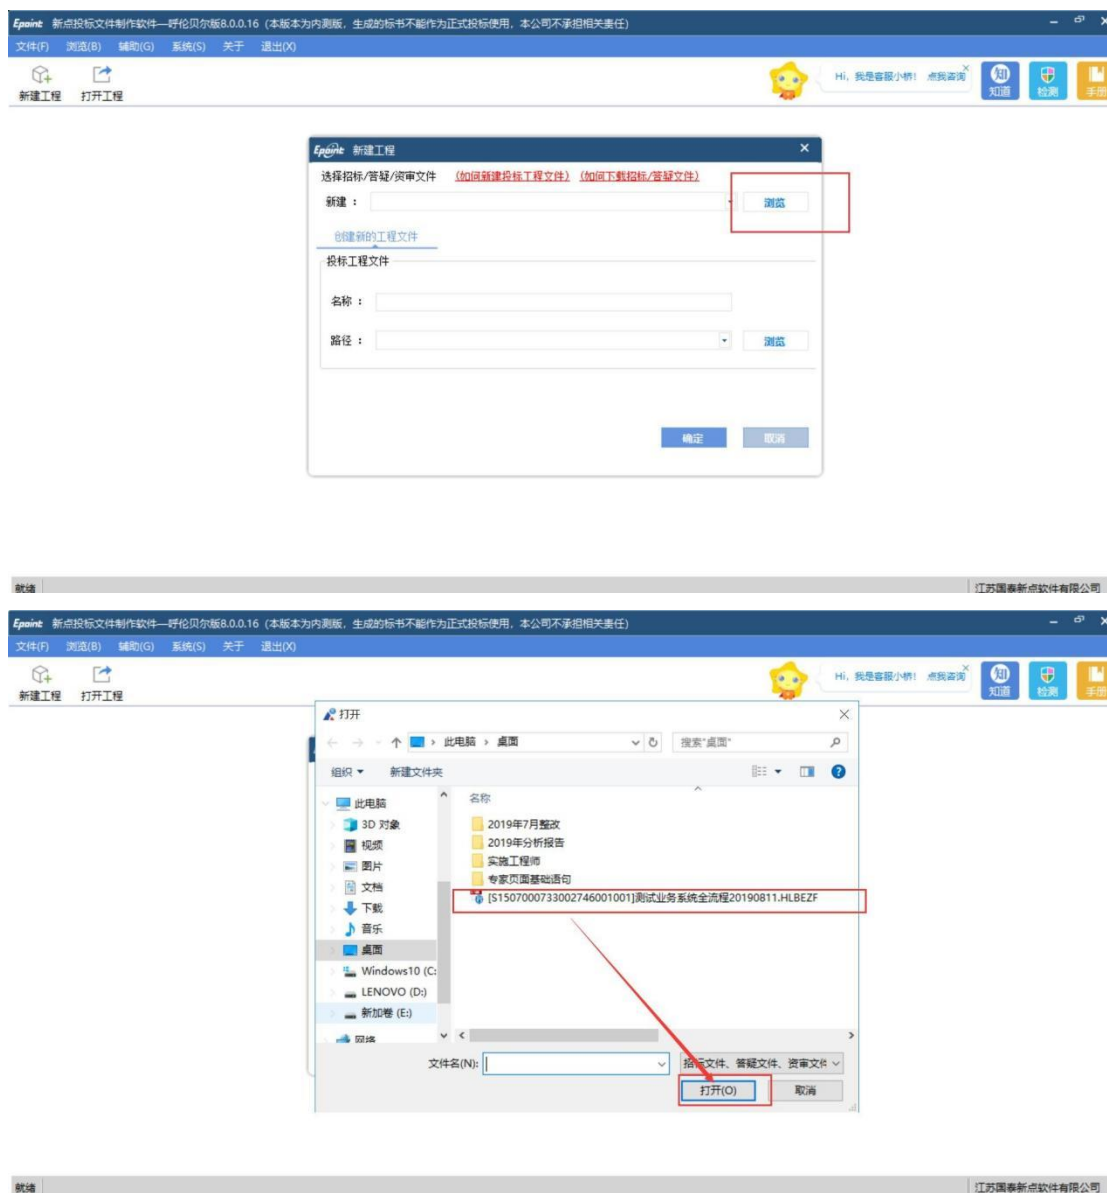 Epoint 新点投标文件制作软件—呼伦贝尔版8.0.0.16（本版本为内测版，生成的标书不能作为正式投标使用，本公司不承担相关责任）
文件(F) 浏览(B) 辅助(G) 系统(S) 关于 退出(X)
新建工程 打开工程
Hi，我是客服小桥！ 点我咨询
知
知道 检测 手册
Epoint 新建工程
选择招标/答疑/资审文件 （如何新建投标工程文件） （如何下载招标/答疑文件）
新建： 浏览
创建新的工程文件
投标工程文件
名称：
路径： 浏览
确定 取消
就绪 江苏国泰新点软件有限公司
Epoint 新点投标文件制作软件—呼伦贝尔版8.0.0.16（本版本为内测版，生成的标书不能作为正式投标使用，本公司不承担相关责任）
文件(F) 浏览(B) 辅助(G) 系统(S) 关于 退出(X)
新建工程 打开工程
Hi，我是客服小桥！ 点我咨询
知
知道 检测 手册
打开
此电脑 › 桌面 搜索"桌面"
组织 新建文件夹
此电脑
3D 对象
视频
图片
文档
下载
音乐
桌面
Windows10 (C:
LENOVO (D:)
新加卷 (E:)
网络
名称
2019年7月整改
2019年分析报告
实施工程师
专家页面基础语句
[S1507000733002746001001]测试业务系统全流程20190811.HLBEZF
文件名(N): 招标文件、答疑文件、资审文件
打开(O) 取消
就绪 江苏国泰新点软件有限公司